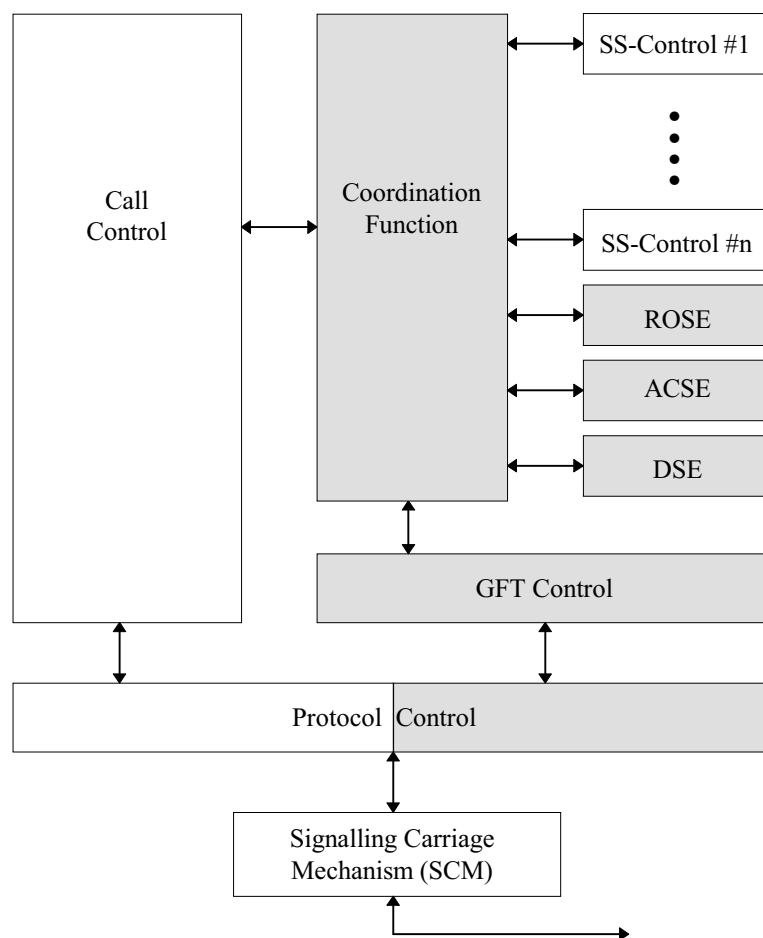 SS-Control #1
Call
Control
Coordination
Function
SS-Control #n
ROSE
ACSE
DSE
GFT Control
Protocol Control
Signalling Carriage
Mechanism (SCM)